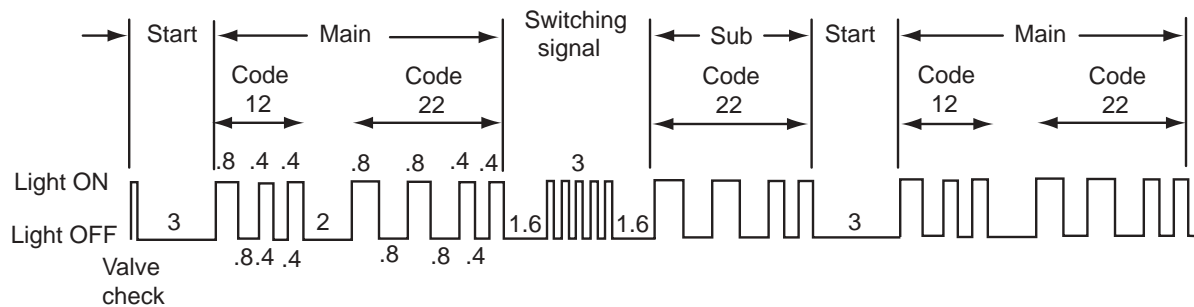 Switching
signal
Start Main Sub Start Main
Code
12
Code
22
Code
22
Code
12
Code
22
.8 .4 .4 .8 .8 .4 .4 3
Light ON
3 2 1.6 1.6 3
Light OFF
.8 .4 .4 .8 .8 .4
Valve
check